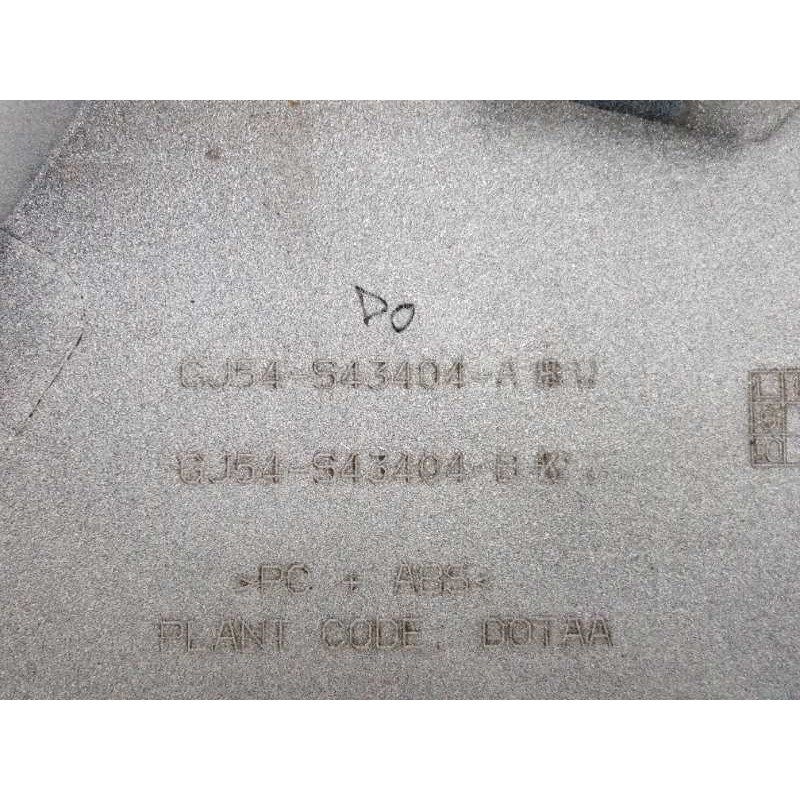 DO
GJ54-S43404-A W
GJ54-S43404-B
>PC + ABS<
PLANT CODE. DOTAA